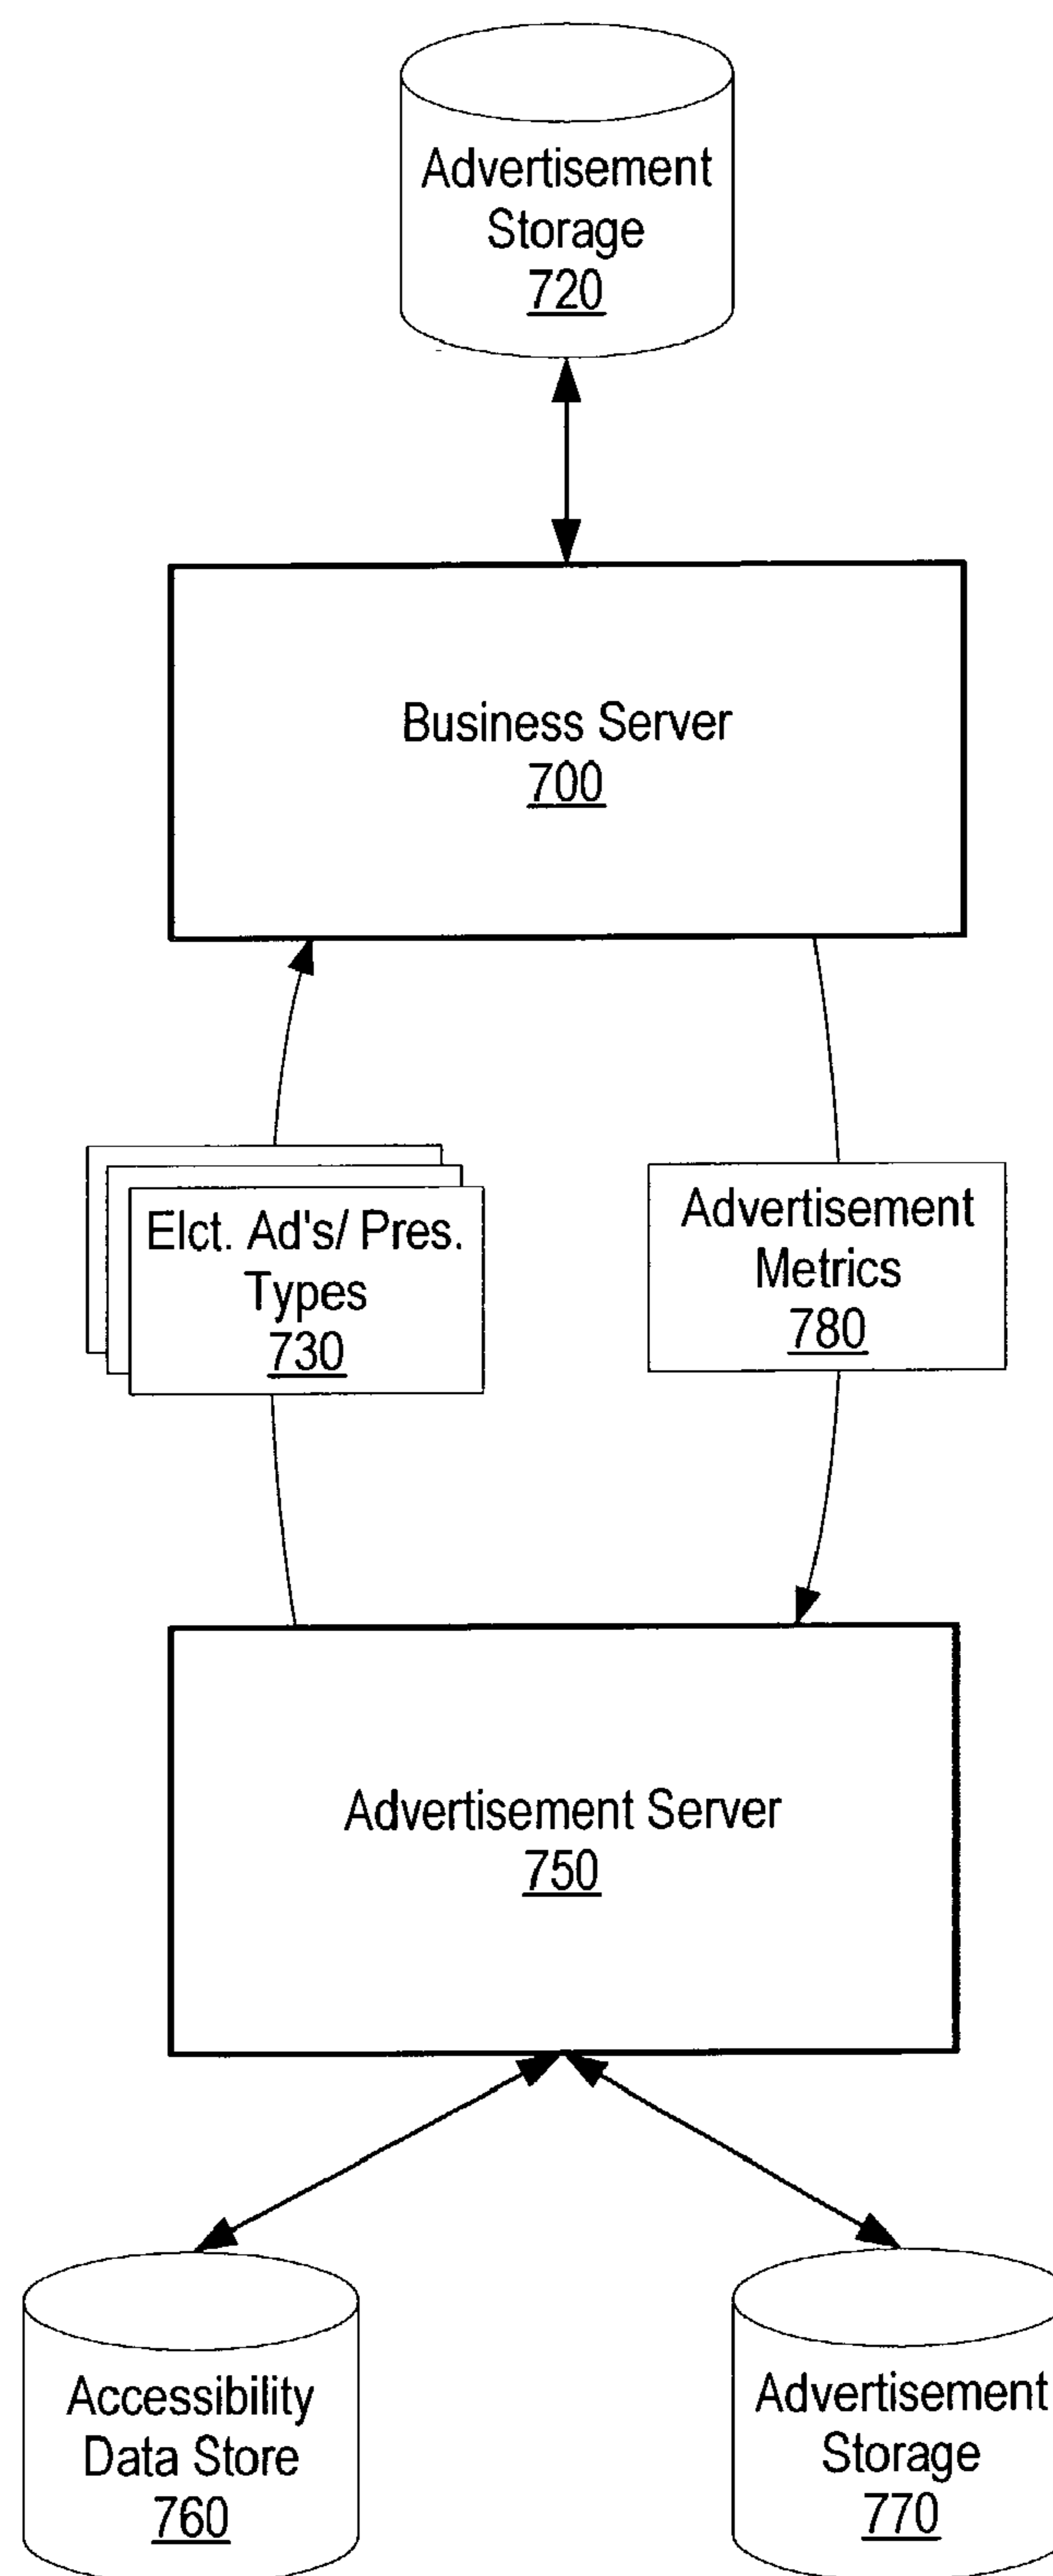 Advertisement
Storage
720
Business Server
700
Elct. Ad's/ Pres.
Types
730
Advertisement
Metrics
780
Advertisement Server
750
Accessibility
Data Store
760
Advertisement
Storage
770